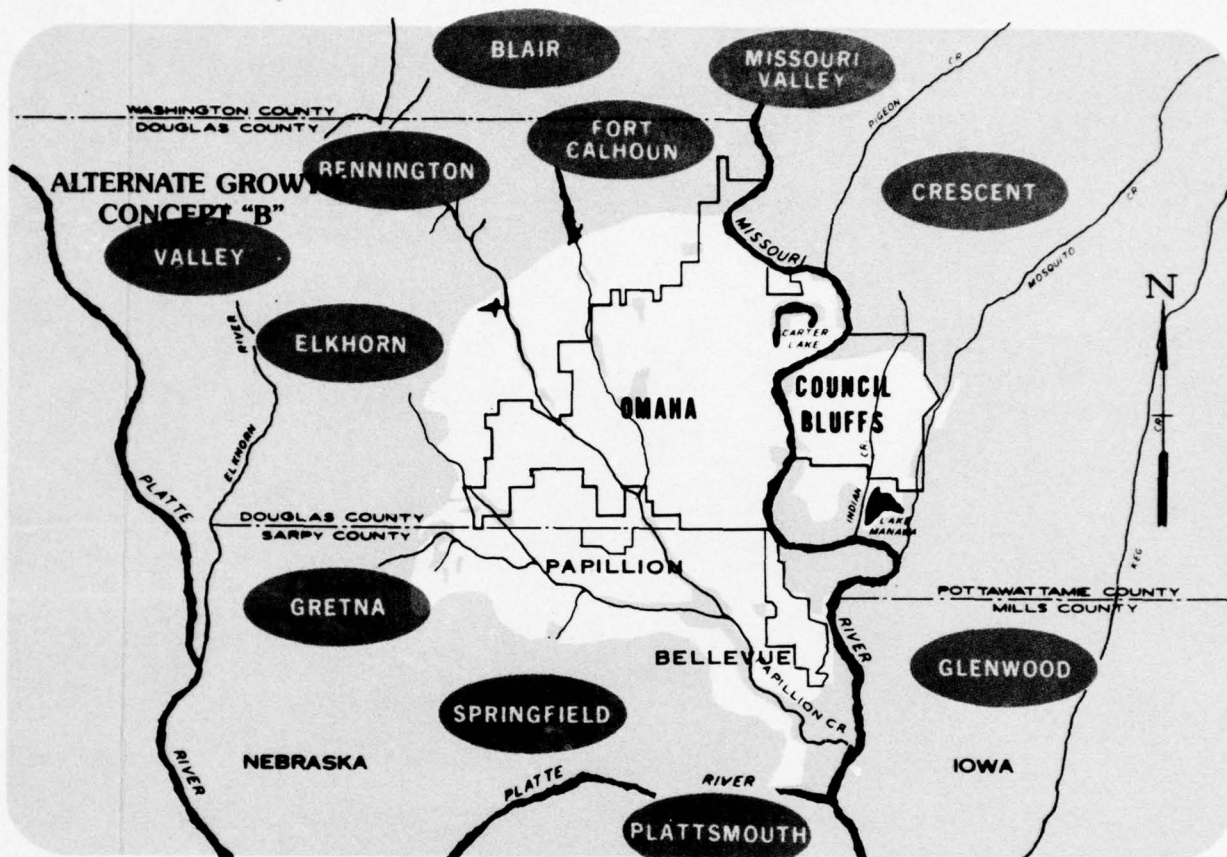 BLAIR
MISSOURI
VALLEY
WASHINGTON COUNTY
DOUGLAS COUNTY
FORT
CALHOUN
PIGEON
CR.
BENNINGTON
ALTERNATE GROWTH
CONCEPT "B"
CRESCENT
CR
MOSQUITO
VALLEY
MISSOURI
N
RIVER
ELKHORN
CARTER
LAKE
OMAHA
COUNCIL
BLUFFS
ELKHORN
PLATTE
CR.
INDIAN
LAKE
MANAWA
CR
KEG
DOUGLAS COUNTY
SARPY COUNTY
PAPILLION
GRETNA
POTTAWATTAMIE COUNTY
MILLS COUNTY
RIVER
BELLEVUE
GLENWOOD
PAPILLION CR
SPRINGFIELD
NEBRASKA
IOWA
RIVER
PLATTE
RIVER
PLATTSMOUTH